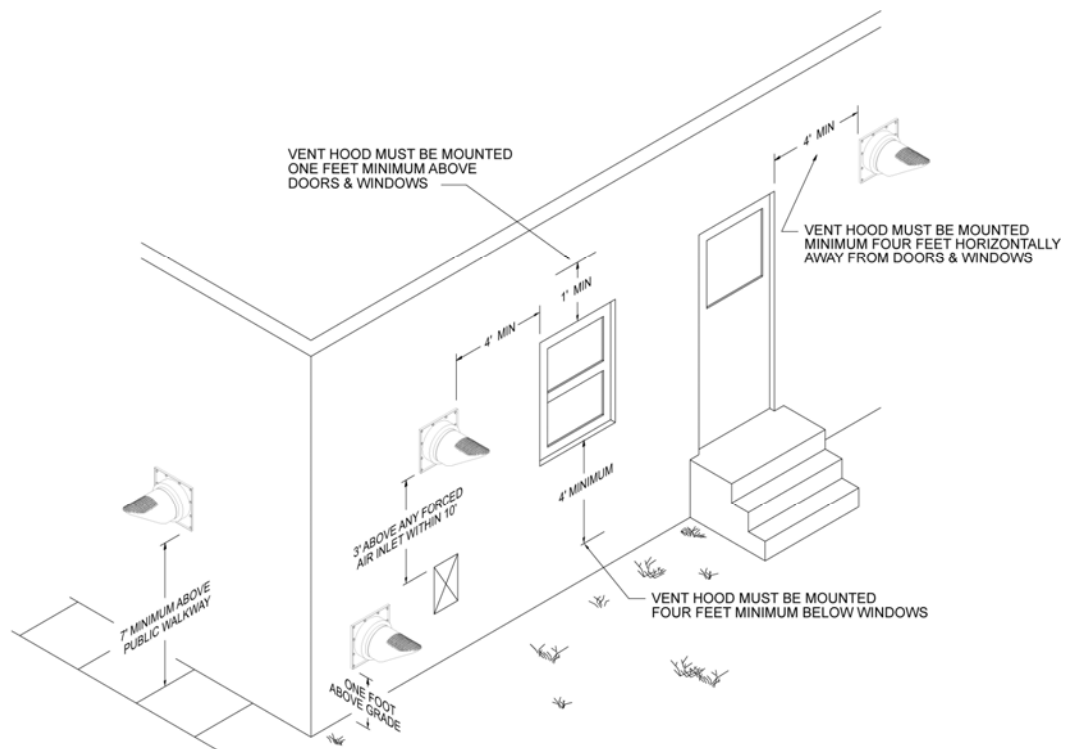 4' MIN
VENT HOOD MUST BE MOUNTED
ONE FEET MINIMUM ABOVE
DOORS & WINDOWS
VENT HOOD MUST BE MOUNTED
MINIMUM FOUR FEET HORIZONTALLY
AWAY FROM DOORS & WINDOWS
1' MIN
4' MIN
4' MINIMUM
3' ABOVE ANY FORCED
AIR INLET WITHIN 10'
7' MINIMUM ABOVE
PUBLIC WALKWAY
VENT HOOD MUST BE MOUNTED
FOUR FEET MINIMUM BELOW WINDOWS
ONE FOOT
ABOVE GRADE